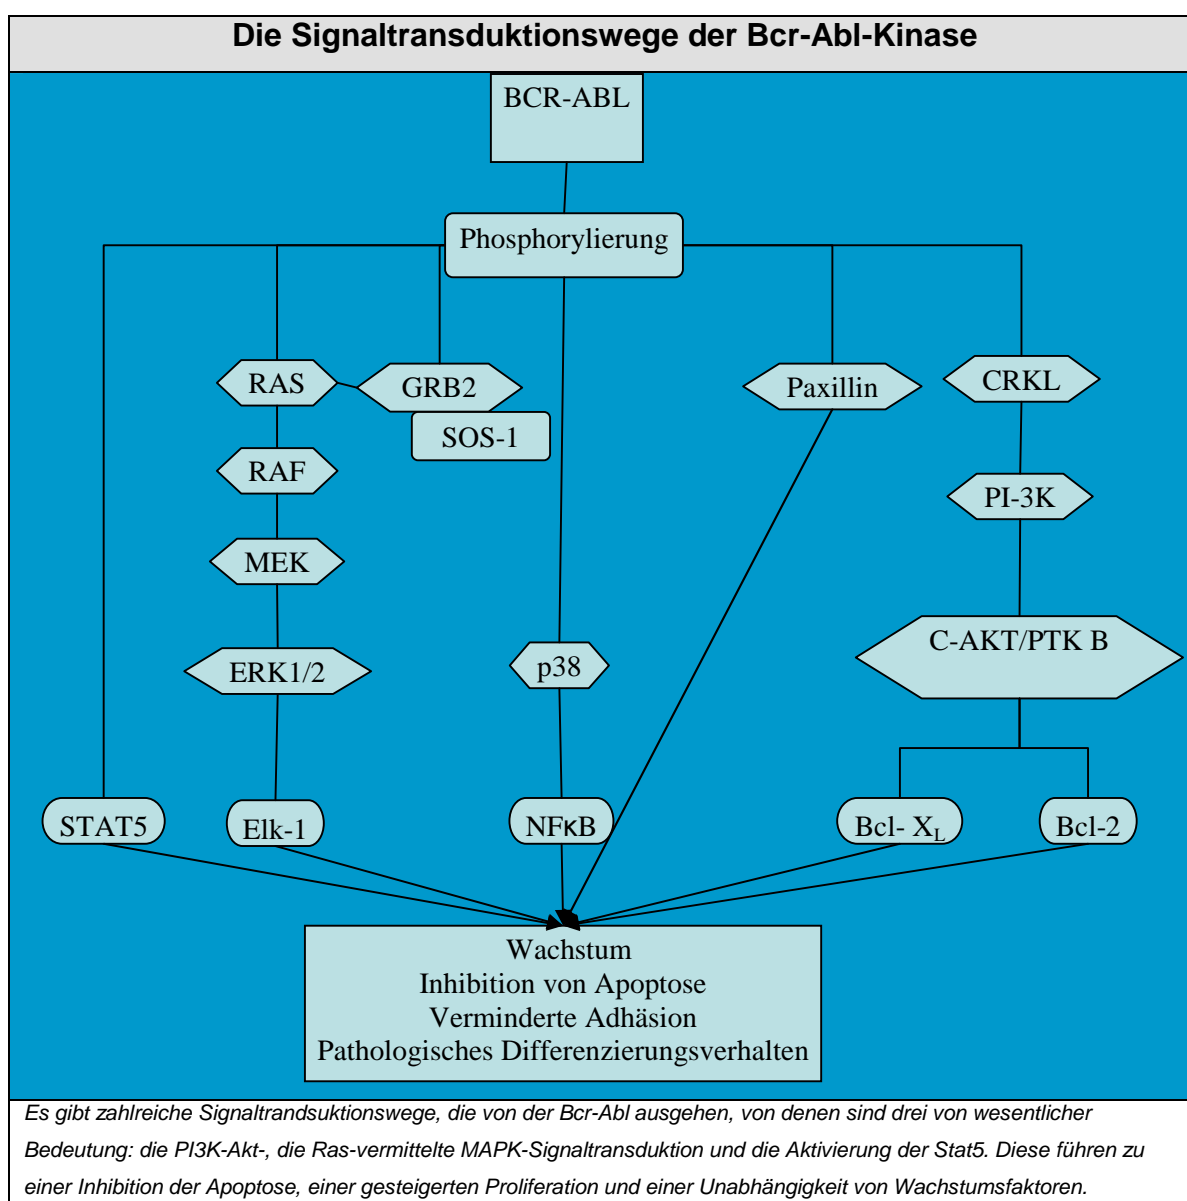 Die Signaltransduktionswege der Bcr-Abl-Kinase
BCR-ABL
Phosphorylierung
RAS
GRB2
Paxillin
CRKL
SOS-1
RAF
PI-3K
MEK
C-AKT/PTK B
ERK1/2
p38
STAT5
Elk-1
NFκB
Bcl- XL
Bcl-2
Wachstum
Inhibition von Apoptose
Verminderte Adhäsion
Pathologisches Differenzierungsverhalten
Es gibt zahlreiche Signaltrandsuktionswege, die von der Bcr-Abl ausgehen, von denen sind drei von wesentlicher
Bedeutung: die PI3K-Akt-, die Ras-vermittelte MAPK-Signaltransduktion und die Aktivierung der Stat5. Diese führen zu
einer Inhibition der Apoptose, einer gesteigerten Proliferation und einer Unabhängigkeit von Wachstumsfaktoren.